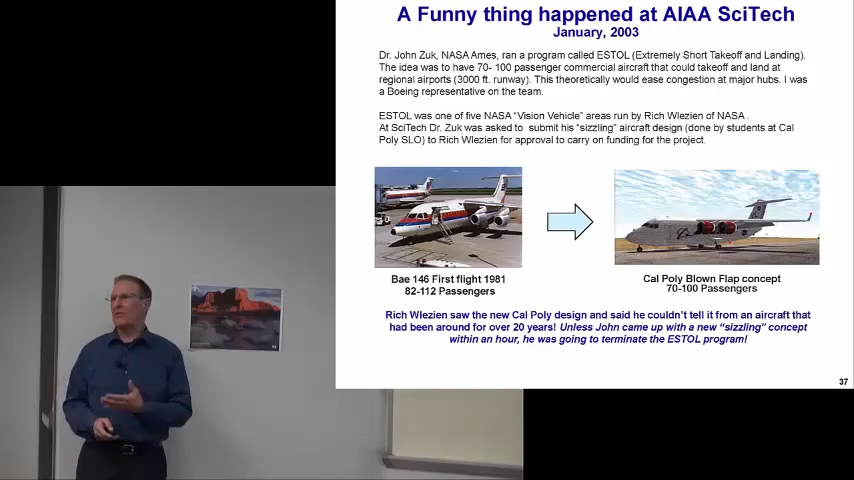 A Funny thing happened at AIAA SciTech
January, 2003
Dr. John Zuk, NASA Ames, ran a program called ESTOL (Extremely Short Takeoff and Landing).
The idea was to have 70- 100 passenger commercial aircraft that could takeoff and land at
regional airports (3000 ft. runway). This theoretically would ease congestion at major hubs. I was
a Boeing representative on the team.
ESTOL was one of five NASA "Vision Vehicle" areas run by Rich Wlezien of NASA .
At SciTech Dr. Zuk was asked to submit his "sizzling" aircraft design (done by students at Cal
Poly SLO) to Rich Wlezien for approval to carry on funding for the project.
Bae 146 First flight 1981
82-112 Passengers
Cal Poly Blown Flap concept
70-100 Passengers
Rich Wlezien saw the new Cal Poly design and said he couldn't tell it from an aircraft that
had been around for over 20 years! Unless John came up with a new "sizzling" concept
within an hour, he was going to terminate the ESTOL program!
37